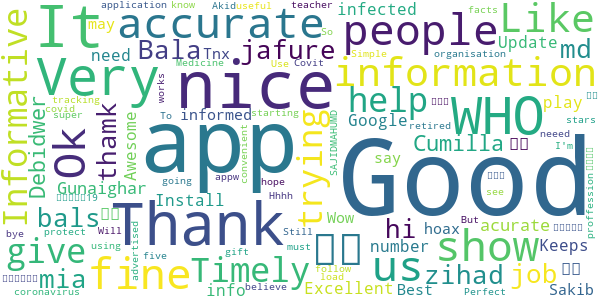 application
know
Akid
useful
teacher
facts
It
accurate
may
So
people
Like
infected
Bala
jafure
Tnx
Simple
Medicine
Use
Covit
organisation
Update
md
need
Very
nice
information
works
To
informed
starting
Google
play
Informative
Debidwer
ok
thamk
tracking
covid
super
Awesome
app
trying
help
WHO
retired
stars
neeed
I'm
convenient
SAJIDMAHUMD
say
Cumilla
Gunaighar
going
appw
hope
Good
see
proffession
bals
Install
Hhhh
Thank
hi
hoax
acurate
bye
Will
Wow
Still
But
give
us
show
number
Keeps
protect
using
advertised
five
gift
must
zihad
job
mia
fine
Timely
follow
load
Excellent
Best
Sakib
coronavirus
info
believe
Perfect